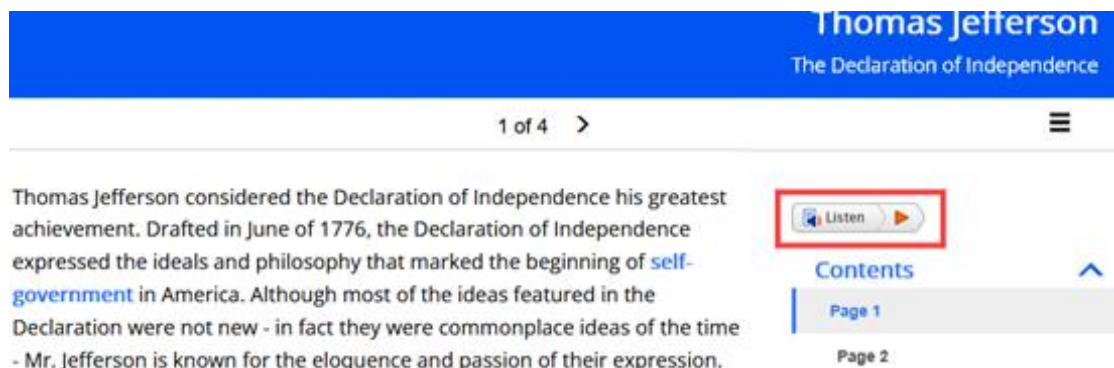 Thomas Jefferson
The Declaration of Independence
1 of 4
Thomas Jefferson considered the Declaration of Independence his greatest
achievement. Drafted in June of 1776, the Declaration of Independence
expressed the ideals and philosophy that marked the beginning of self-
government in America. Although most of the ideas featured in the
Declaration were not new - in fact they were commonplace ideas of the time
- Mr. Jefferson is known for the eloquence and passion of their expression.
Listen
Contents
Page 1
Page 2